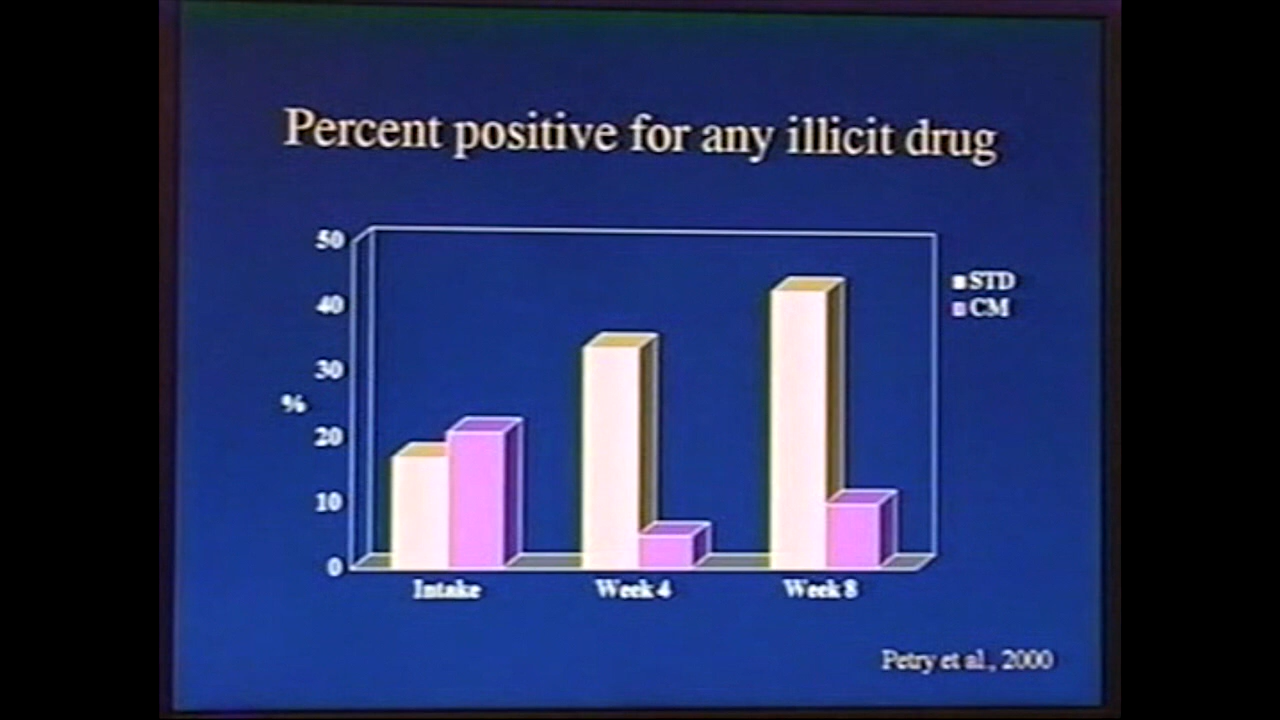 Percent positive for any illicit drug
50
40
30
20
10
0
%
STD
CM
Intake
Week 4
Week 8
Petry et al., 2000